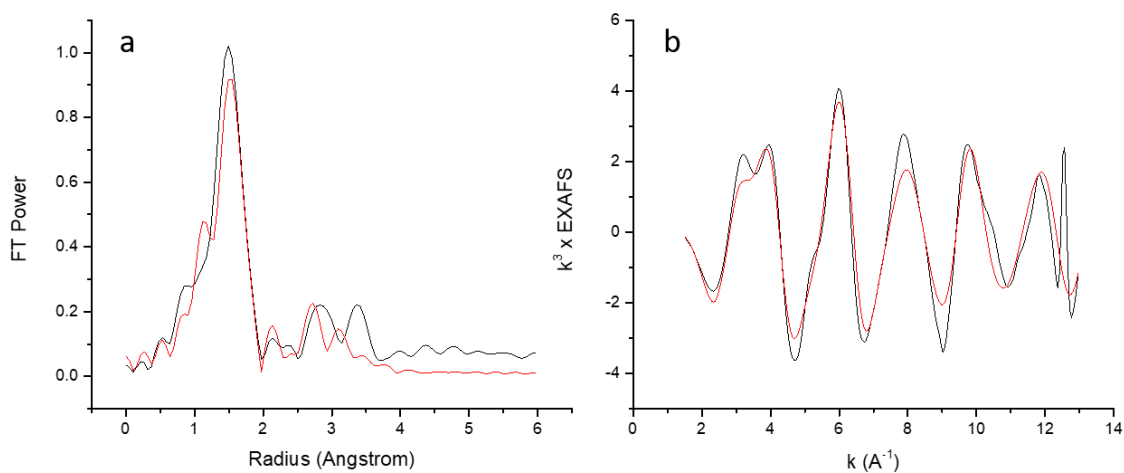 a
FT Power
1.0
0.8
0.6
0.4
0.2
0.0
0 1 2 3 4 5 6
Radius (Angstrom)
b
k³ x EXAFS
6
4
2
0
-2
-4
2 4 6 8 10 12 14
k (A⁻¹)